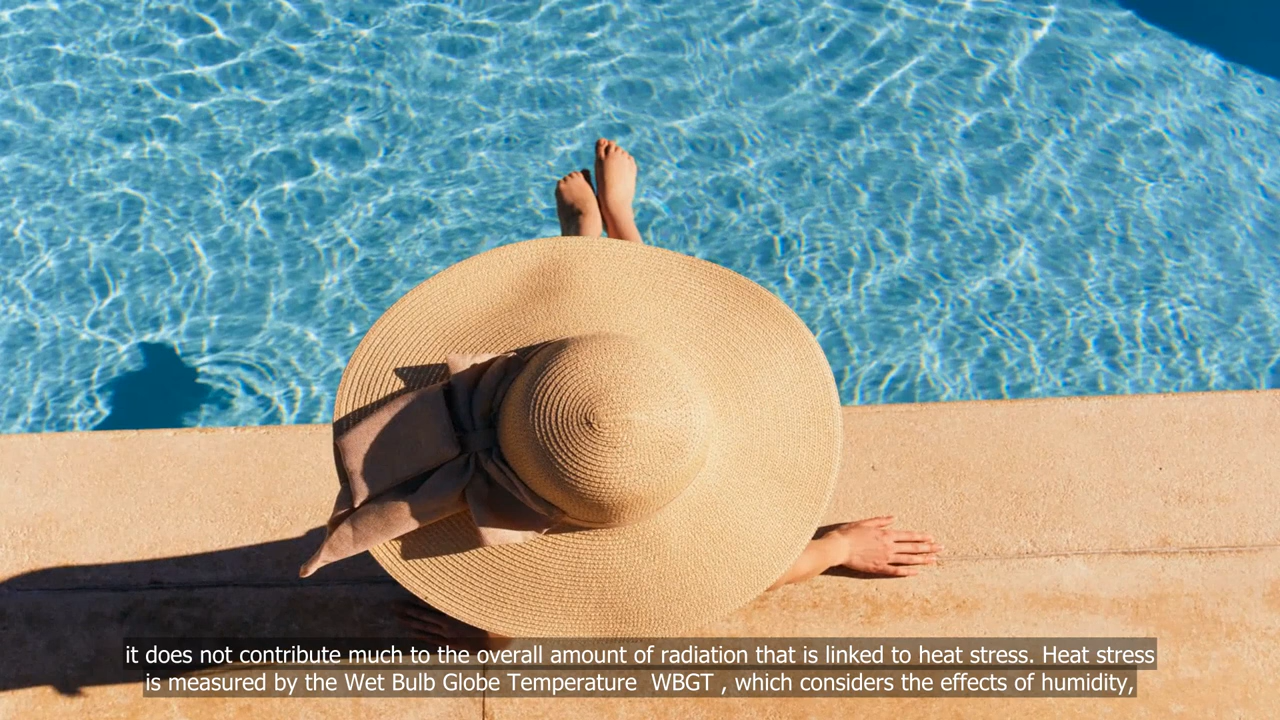 it does not contribute much to the overall amount of radiation that is linked to heat stress. Heat stress
is measured by the Wet Bulb Globe Temperature  WBGT , which considers the effects of humidity,